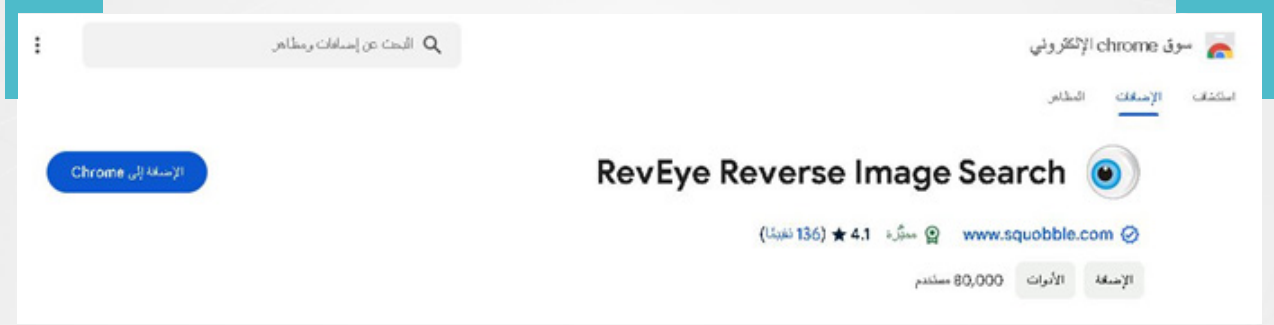 سوق chrome الإلكتروني
البحث عن إضافات ومظاهر
استكشاف الإضافات المظاهر
RevEye Reverse Image Search
الإضافة إلى Chrome
www.squobble.com مميَّزة 4.1 ★ (136 تقييمًا)
الإضافة الأدوات 80,000 مستخدم